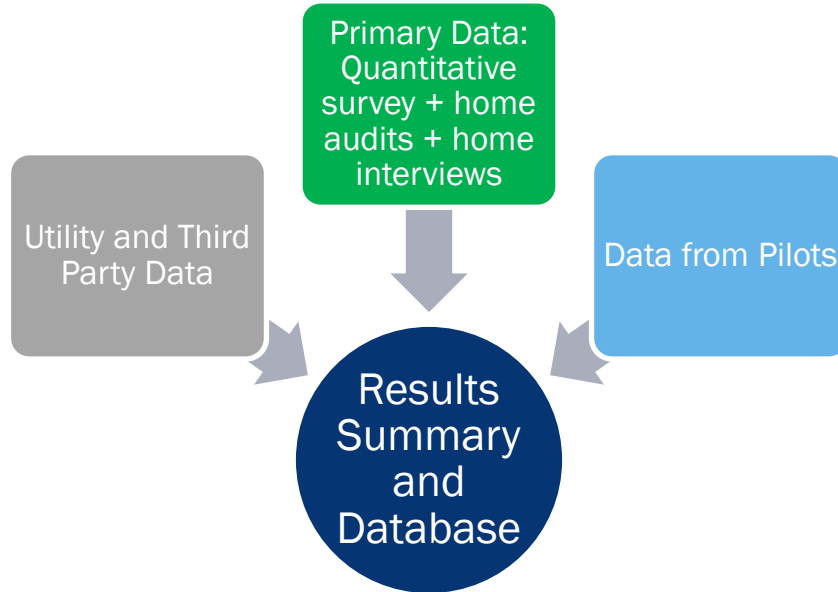 Primary Data:
Quantitative
survey + home
audits + home
interviews
Utility and Third
Party Data
Data from Pilots
Results
Summary
and
Database